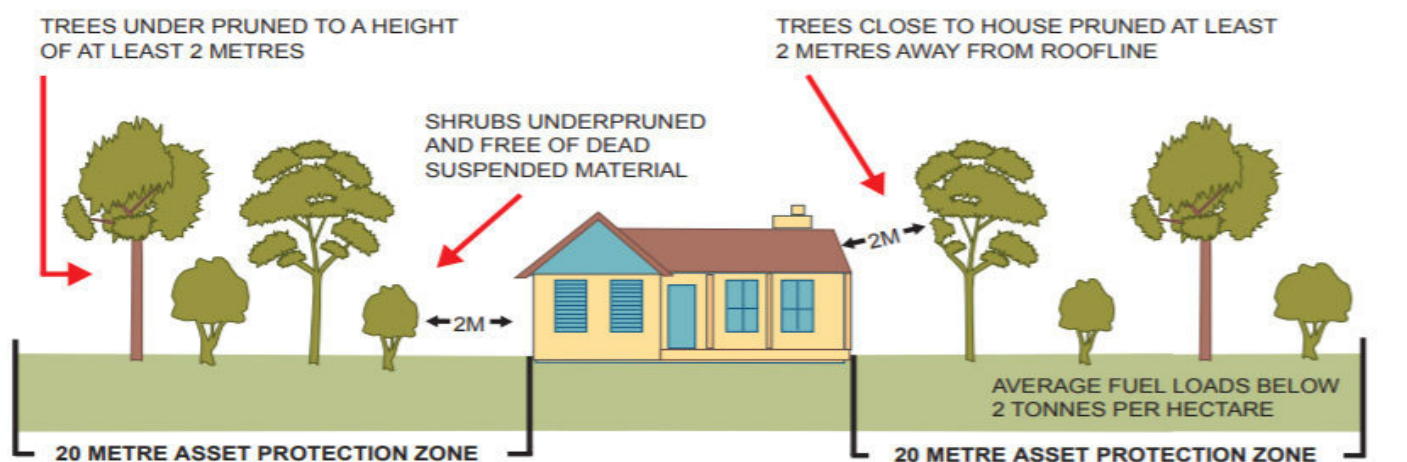 TREES UNDER PRUNED TO A HEIGHT
OF AT LEAST 2 METRES
TREES CLOSE TO HOUSE PRUNED AT LEAST
2 METRES AWAY FROM ROOFLINE
SHRUBS UNDERPRUNED
AND FREE OF DEAD
SUSPENDED MATERIAL
2M
2M
AVERAGE FUEL LOADS BELOW
2 TONNES PER HECTARE
20 METRE ASSET PROTECTION ZONE
20 METRE ASSET PROTECTION ZONE